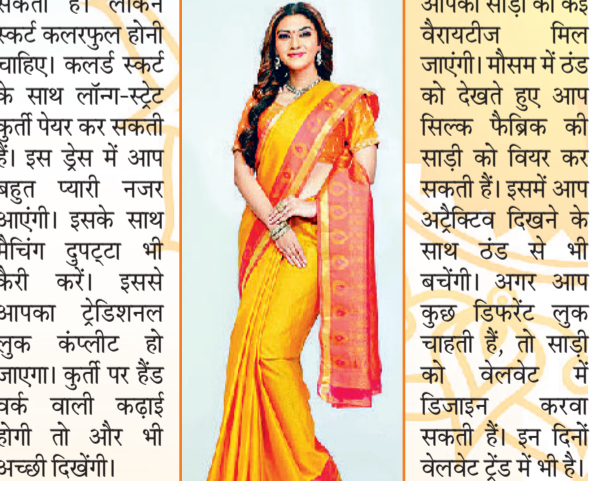 सकती हैं। लेकिन
स्कर्ट कलरफुल होनी
चाहिए। कलर्ड स्कर्ट
के साथ लॉन्ग-स्ट्रेट
कुर्ती पेयर कर सकती
हैं। इस ड्रेस में आप
बहुत प्यारी नजर
आएंगी। इसके साथ
मैचिंग दुपट्टा भी
कैरी करें। इससे
आपका ट्रेडिशनल
लुक कंप्लीट हो
जाएगा। कुर्ती पर हैंड
वर्क वाली कढ़ाई
होगी तो और भी
अच्छी दिखेंगी।
आपको साड़ी की कई
वैरायटीज मिल
जाएंगी। मौसम में ठंड
को देखते हुए आप
सिल्क फैब्रिक की
साड़ी को वियर कर
सकती हैं। इसमें आप
अट्रैक्टिव दिखने के
साथ ठंड से भी
बचेंगी। अगर आप
कुछ डिफरेंट लुक
चाहती हैं, तो साड़ी
को वेलवेट में
डिजाइन करवा
सकती हैं। इन दिनों
वेलवेट ट्रेंड में भी है।